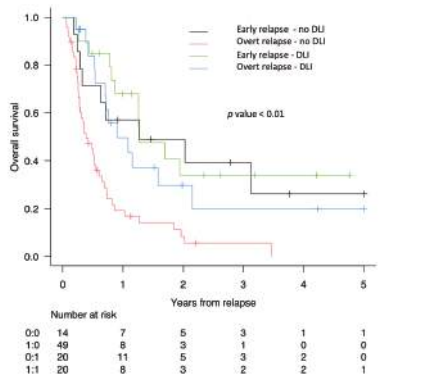 Early relapse - no DLI
Overt relapse - no DLI
Early relapse - DLI
Overt relapse - DLI
p value < 0.01
Overall survival
1.0
0.8
0.6
0.4
0.2
0.0
0 1 2 3 4 5
Years from relapse
Number at risk
0:0 14 7 5 3 1 1
1:0 49 8 3 1 0 0
0:1 20 11 5 3 2 0
1:1 20 8 3 2 2 1